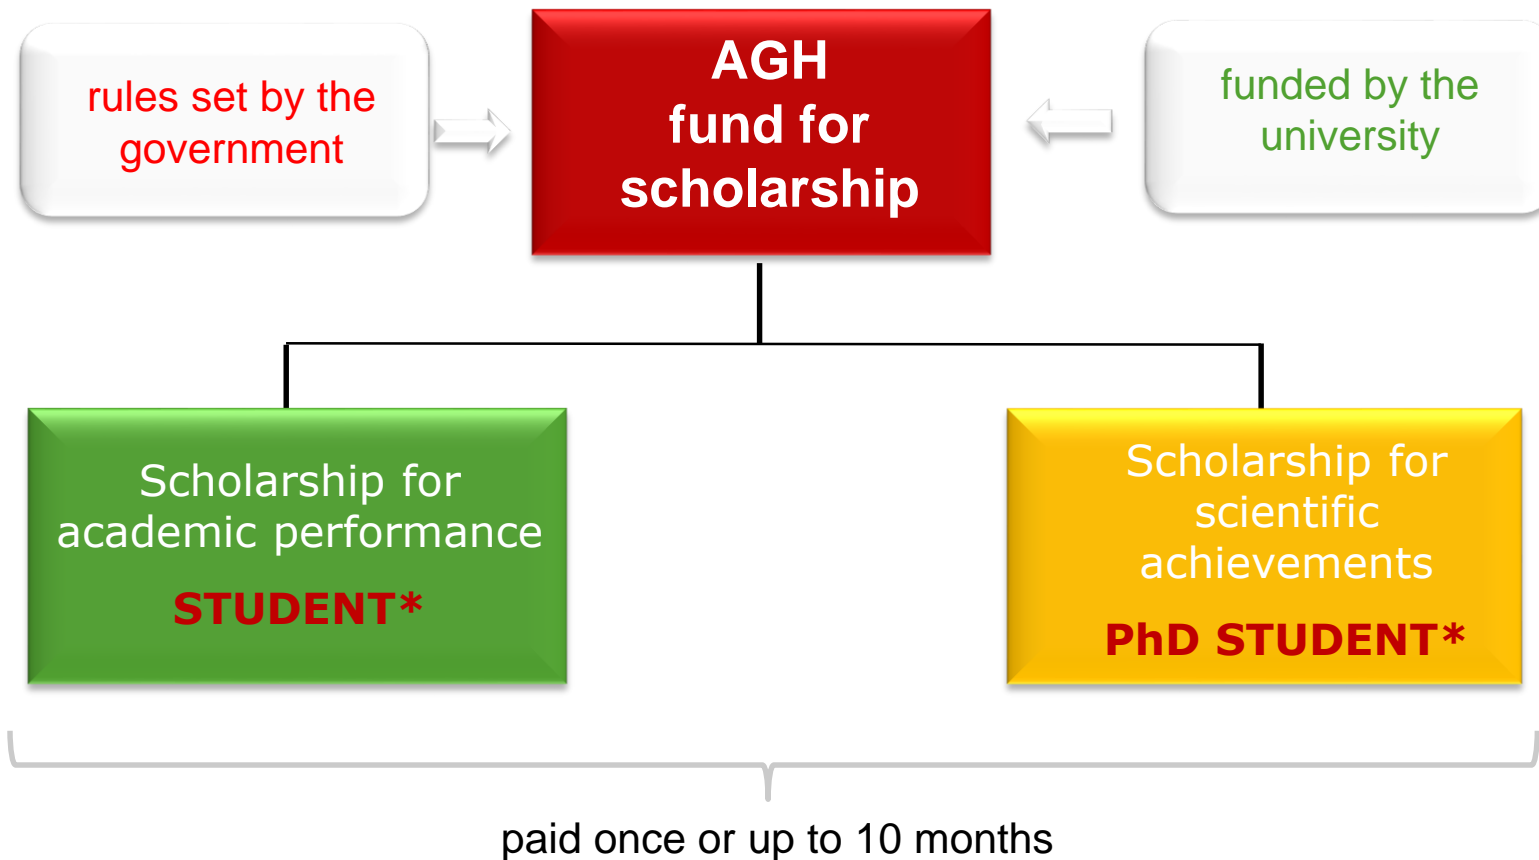 rules set by the
government
AGH
fund for
scholarship
funded by the
university
Scholarship for
academic performance
STUDENT*
Scholarship for
scientific
achievements
PhD STUDENT*
paid once or up to 10 months